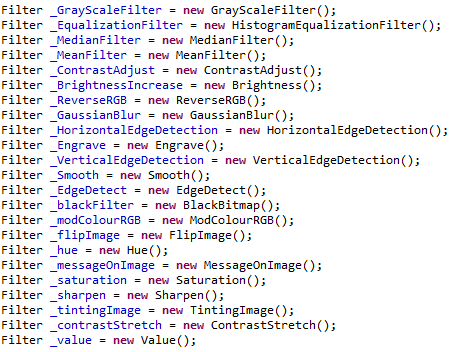 Filter _GrayScaleFilter = new GrayScaleFilter();
Filter _EqualizationFilter = new HistogramEqualizationFilter();
Filter _MedianFilter = new MedianFilter();
Filter _MeanFilter = new MeanFilter();
Filter _ContrastAdjust = new ContrastAdjust();
Filter _BrightnessIncrease = new Brightness();
Filter _ReverseRGB = new ReverseRGB();
Filter _GaussianBlur = new GaussianBlur();
Filter _HorizontalEdgeDetection = new HorizontalEdgeDetection();
Filter _Engrave = new Engrave();
Filter _VerticalEdgeDetection = new VerticalEdgeDetection();
Filter _Smooth = new Smooth();
Filter _EdgeDetect = new EdgeDetect();
Filter _blackFilter = new BlackBitmap();
Filter _modColourRGB = new ModColourRGB();
Filter _flipImage = new FlipImage();
Filter _hue = new Hue();
Filter _messageOnImage = new MessageOnImage();
Filter _saturation = new Saturation();
Filter _sharpen = new Sharpen();
Filter _tintingImage = new TintingImage();
Filter _contrastStretch = new ContrastStretch();
Filter _value = new Value();